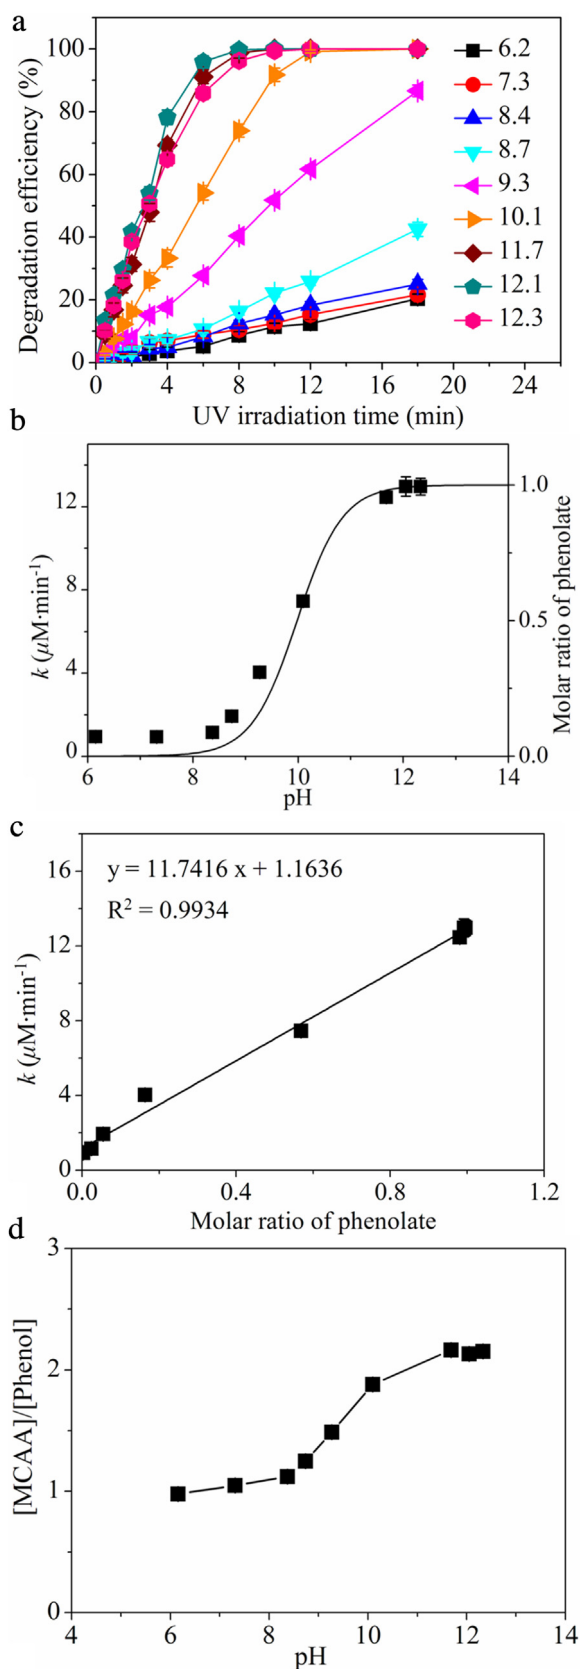 a
Degradation efficiency (%)
100
80
60
40
20
0
0 4 8 12 16 20 24
UV irradiation time (min)
6.2
7.3
8.4
8.7
9.3
10.1
11.7
12.1
12.3
b
k (μM·min-1)
12
8
4
0
6 8 10 12 14
pH
1.0
0.5
0.0
Molar ratio of phenolate
c
k (μM·min-1)
16
12
8
4
0
y = 11.7416 x + 1.1636
R2 = 0.9934
0.0 0.4 0.8 1.2
Molar ratio of phenolate
d
[MCAA]/[Phenol]
3
2
1
0
4 6 8 10 12 14
pH